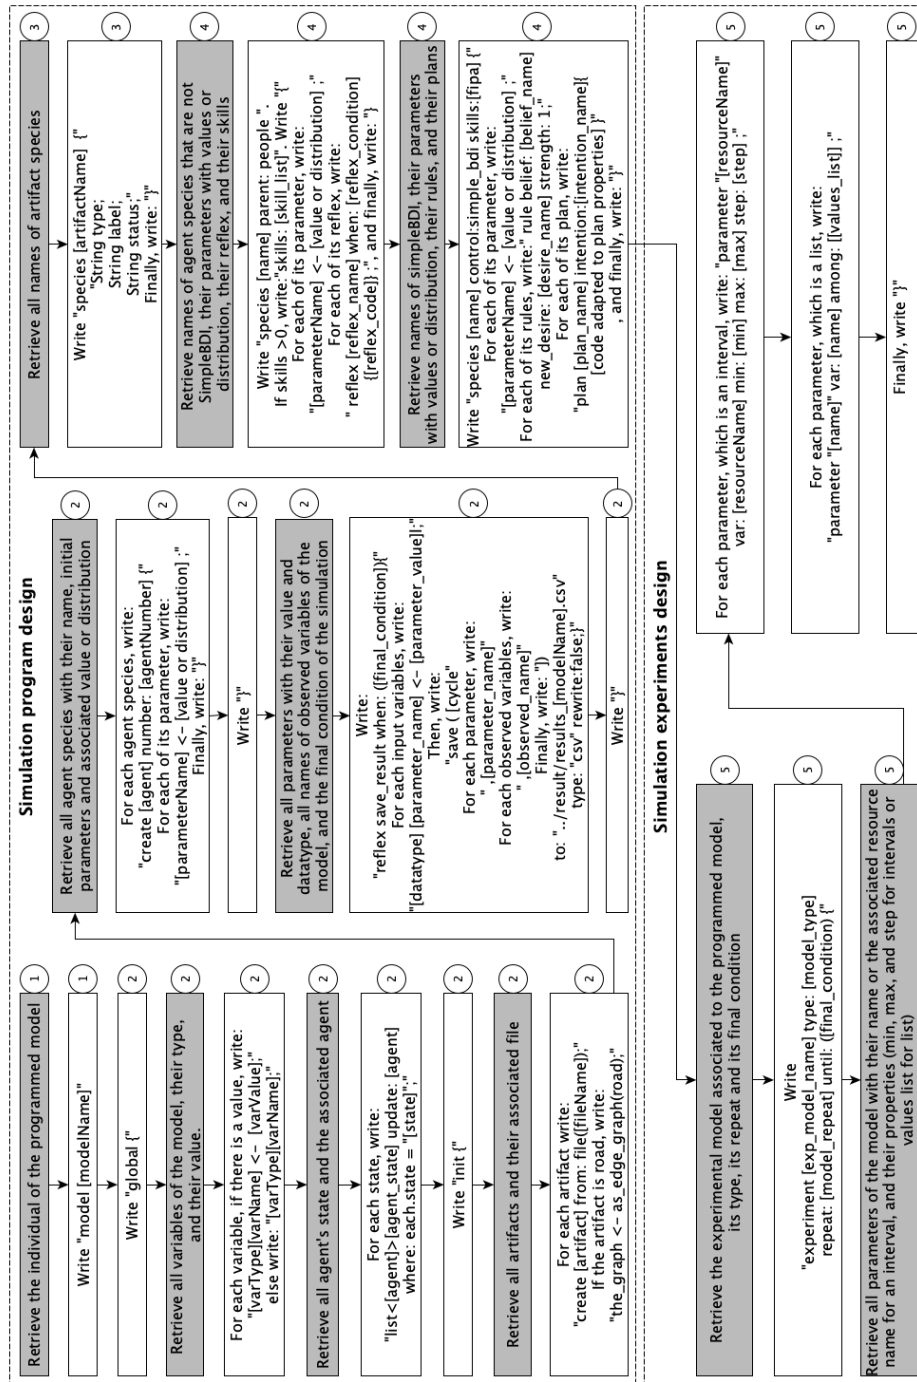 Simulation program design
Retrieve the individual of the programmed model
1
Write "model [modelName]"
1
Write "global {"
2
Retrieve all variables of the model, their type,
and their value.
2
For each variable, if there is a value, write:
"[varType][varName] <- [varValue];"
else write: "[varType][varName];"
2
Retrieve all agent's state and the associated agent
2
For each state, write:
"list<[agent]>[agent_state] update: [agent]
where: each.state = "[state]";"
2
Write "init {"
2
Retrieve all artifacts and their associated file
2
For each artifact write:
"create [artifact] from: file([fileName]);"
If the artifact is road, write:
"the_graph <- as_edge_graph(road);"
2
Retrieve all agent species with their name, initial
parameters and associated value or distribution
2
For each agent species, write:
"create [agent] number: [agentNumber] {"
For each of its parameter, write:
"[parameterName] <- [value or distribution] ;"
Finally, write: "}"
2
Write "}"
2
Retrieve all parameters with their value and
datatype, all names of observed variables of the
model, and the final condition of the simulation
2
Write:
"reflex save_result when: ([final_condition]){"
For each input variables, write:
"[datatype] [parameter_name] <- [parameter_value]l;"
Then, write:
"save ( [cycle"
For each parameter, write:
" ,[parameter_name]"
For each observed variables, write:
" ,[observed_name]"
Finally, write: "])
to: "../result/results_[modelName].csv"
type: "csv" rewrite:false;}"
2
Write "}"
2
Retrieve all names of artifact species
3
Write "species [artifactName] {"
"String type;
String label;
String status;"
Finally, write: "}"
3
Retrieve names of agent species that are not
SimpleBDI, their parameters with values or
distribution, their reflex, and their skills
4
Write "species [name] parent: people ".
If skills >0, write:"skills: [skill_list]". Write "{"
For each of its parameter, write:
"[parameterName] <- [value or distribution] ;"
For each of its reflex, write:
" reflex [reflex_name] when: [reflex_condition]
{[reflex_code]} ;", and finally, write: "}
4
Retrieve names of simpleBDI, their parameters
with values or distribution, their rules, and their plans
4
Write "species [name] control:simple_bdi skills:[fipa] {"
For each of its parameter, write:
"[parameterName] <- [value or distribution] ;"
For each of its rules, write:" rule belief: [belief_name]
new_desire: [desire_name] strength: 1;"
For each of its plan, write:
"plan [plan_name] intention:[intention_name]{
[code adapted to plan properties] }"
, and finally, write: "}"
4
Simulation experiments design
Retrieve the experimental model associated to the programmed model,
its type, its repeat and its final condition
5
Write
"experiment [exp_model_name] type: [model_type]
repeat: [model_repeat] until: ([final_condition) {"
5
Retrieve all parameters of the model with their name or the associated resource
name for an interval, and their properties (min, max, and step for intervals or
values list for list)
5
For each parameter, which is an interval, write: "parameter "[resourceName]"
var: [resourceName] min: [min] max: [max] step: [step] ;"
5
For each parameter, which is a list, write:
"parameter "[name]" var: [name] among: [[values_list]] ;"
5
Finally, write "}"
5